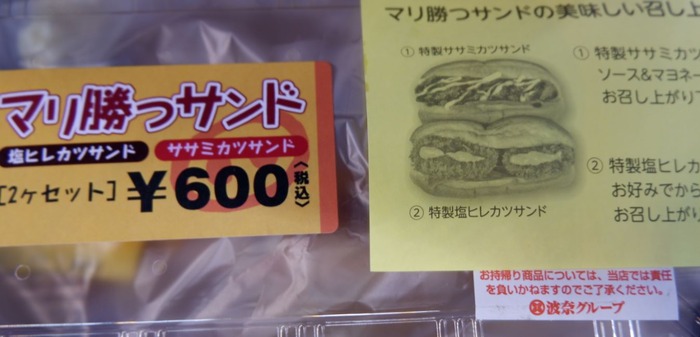 マリ勝つサンド
塩ヒレカツサンド
ササミカツサンド
[2ヶセット]
¥600
〈税込〉
マリ勝つサンドの美味しい召し上
① 特製ササミカツサンド
② 特製塩ヒレカツサンド
① 特製ササミカツ
ソース&マヨネー
お召し上がり下
② 特製塩ヒレカ
お好みでから
お召し上が
お持帰り商品については、当店では責任
を負いかねますのでご了承ください。
波奈グループ